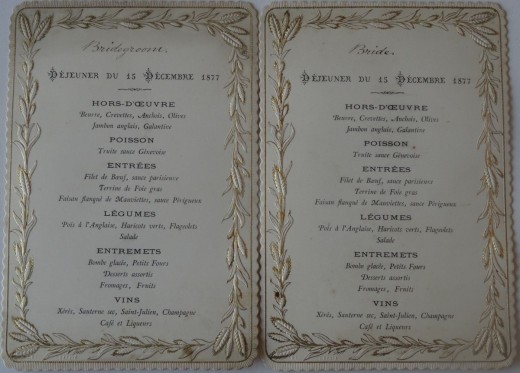 Bridegroom.
DÉJEUNER DU 15 DÉCEMBRE 1877
HORS-D'ŒUVRE
Beurre, Crevettes, Anchois, Olives
Jambon anglais, Galantine
POISSON
Truite sauce Génevoise
ENTRÉES
Filet de Bœuf, sauce parisienne
Terrine de Foie gras
Faison flanqué de Mauviettes, sauce Périgueux
LÉGUMES
Pois à l'Anglaise, Haricots verts, Flageolets
Salade
ENTREMETS
Bombe glacée, Petits Fours
Desserts assortis
Fromages, Fruits
VINS
Xérès, Sauterne sec, Saint-Julien, Champagne
Café et Liqueurs
Bride.
DÉJEUNER DU 15 DÉCEMBRE 1877
HORS-D'ŒUVRE
Beurre, Crevettes, Anchois, Olives
Jambon anglais, Galantine
POISSON
Truite sauce Génevoise
ENTRÉES
Filet de Bœuf, sauce parisienne
Terrine de Foie gras
Faison flanqué de Mauviettes, sauce Périgueux
LÉGUMES
Pois à l'Anglaise, Haricots verts, Flageolets
Salade
ENTREMETS
Bombe glacée, Petits Fours
Desserts assortis
Fromages, Fruits
VINS
Xérès, Sauterne sec, Saint-Julien, Champagne
Café et Liqueurs